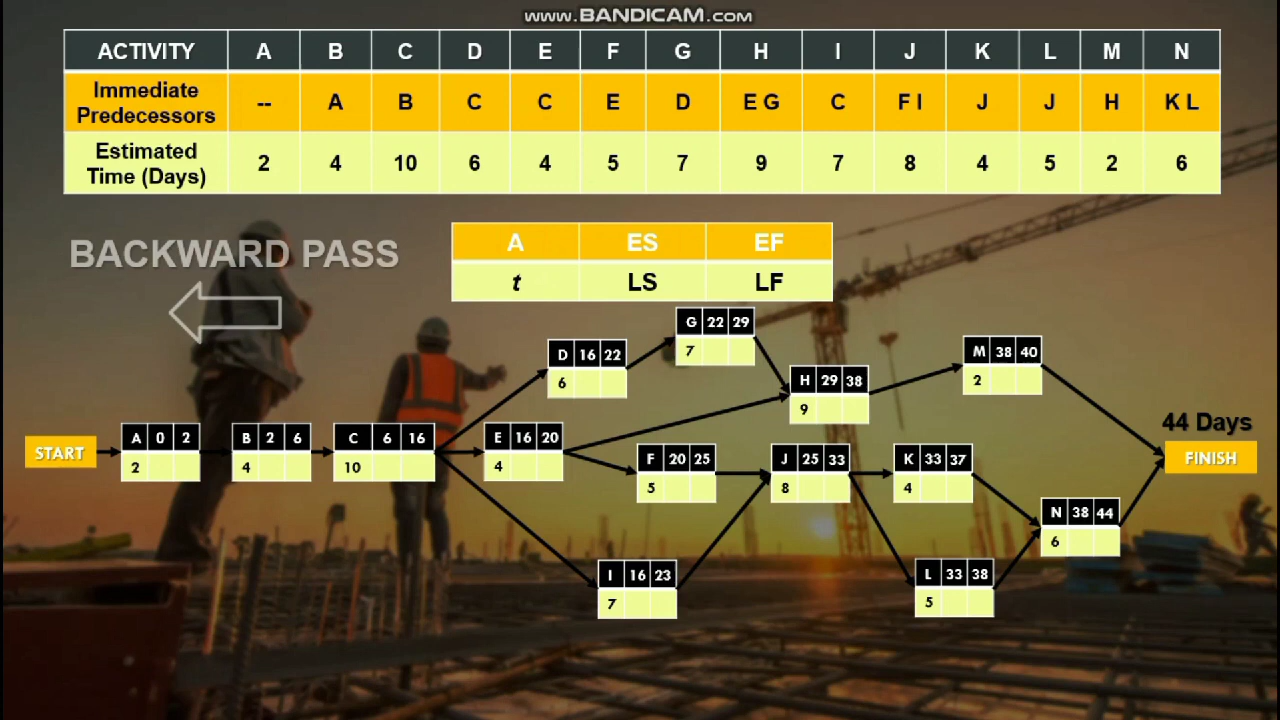 www.BANDICAM.com
ACTIVITY A B C D E F G H I J K L M N
Immediate Predecessors -- A B C C E D E G C F I J J H K L
Estimated Time (Days) 2 4 10 6 4 5 7 9 7 8 4 5 2 6
BACKWARD PASS
A ES EF
t LS LF
G 22 29
7
D 16 22
6
M 38 40
2
H 29 38
9
44 Days
START
A 0 2
2
B 2 6
4
C 6 16
10
E 16 20
4
F 20 25
5
J 25 33
8
K 33 37
4
FINISH
N 38 44
6
I 16 23
7
L 33 38
5